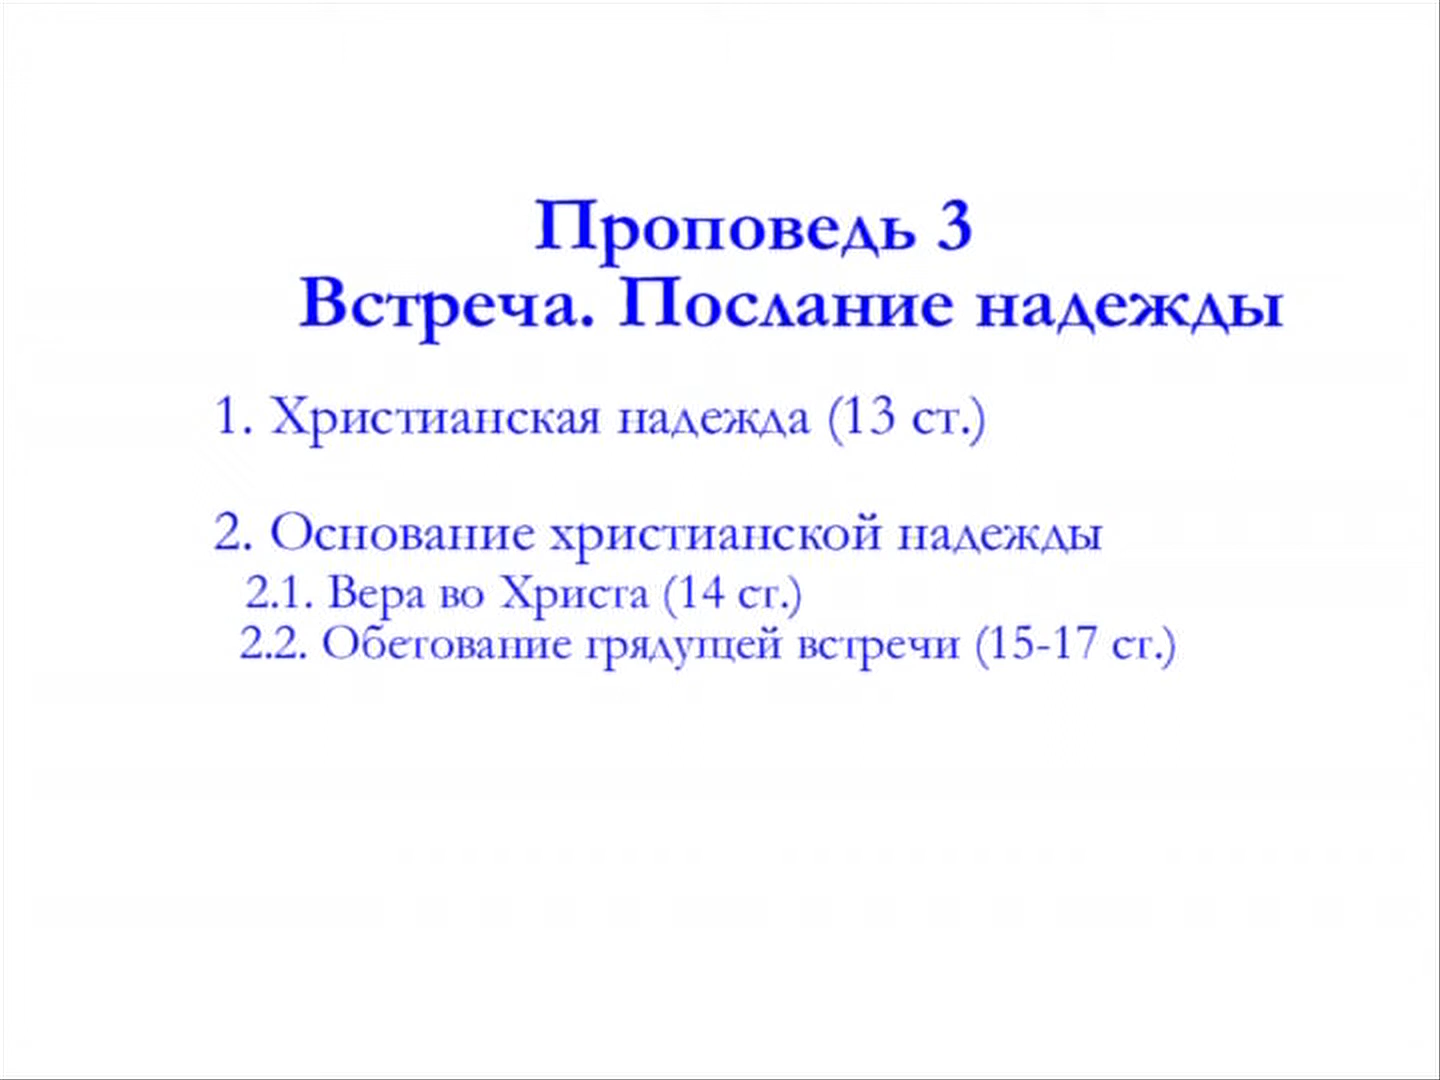 Проповедь 3
Встреча. Послание надежды
1. Христианская надежда (13 ст.)
2. Основание христианской надежды
2.1. Вера во Христа (14 ст.)
2.2. Обетование грядущей встречи (15-17 ст.)